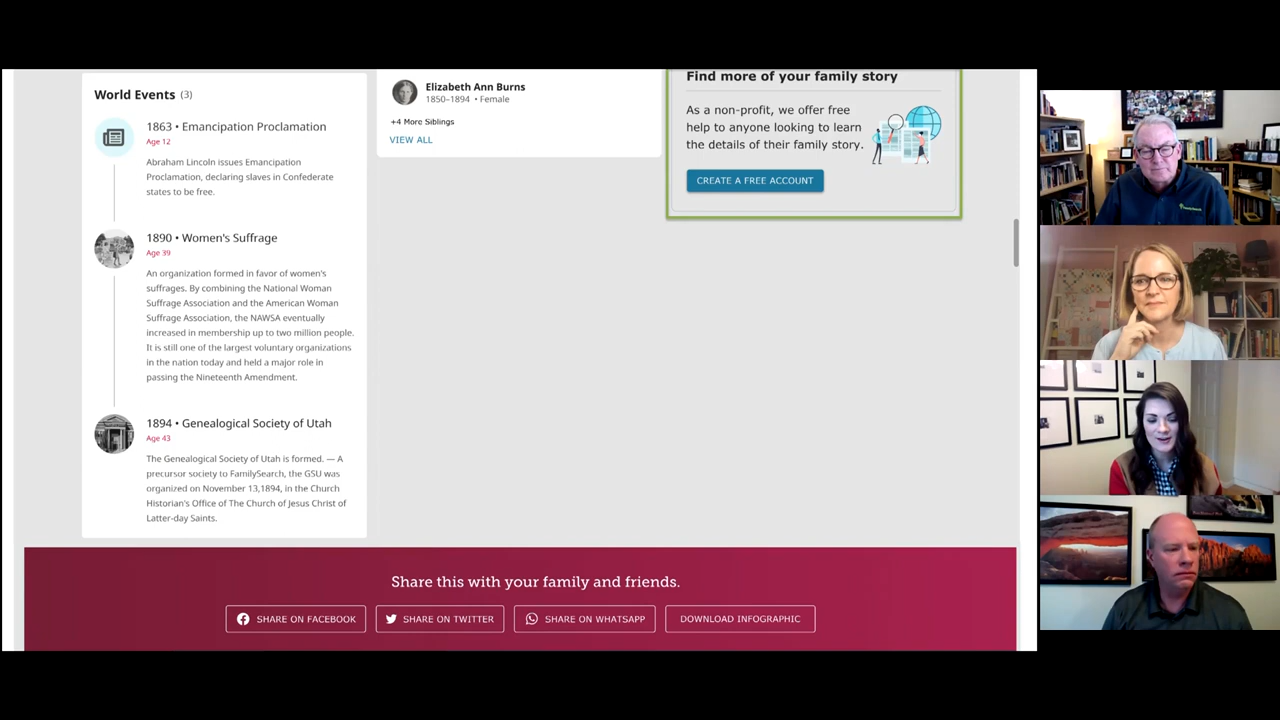 World Events (3)
1863 • Emancipation Proclamation
Age 12
Abraham Lincoln issues Emancipation
Proclamation, declaring slaves in Confederate
states to be free.
1890 • Women's Suffrage
Age 39
An organization formed in favor of women's
suffrages. By combining the National Woman
Suffrage Association and the American Woman
Suffrage Association, the NAWSA eventually
increased in membership up to two million people.
It is still one of the largest voluntary organizations
in the nation today and held a major role in
passing the Nineteenth Amendment.
1894 • Genealogical Society of Utah
Age 43
The Genealogical Society of Utah is formed. — A
precursor society to FamilySearch, the GSU was
organized on November 13,1894, in the Church
Historian's Office of The Church of Jesus Christ of
Latter-day Saints.
Elizabeth Ann Burns
1850–1894 • Female
+4 More Siblings
VIEW ALL
Find more of your family story
As a non-profit, we offer free
help to anyone looking to learn
the details of their family story.
CREATE A FREE ACCOUNT
Share this with your family and friends.
SHARE ON FACEBOOK
SHARE ON TWITTER
SHARE ON WHATSAPP
DOWNLOAD INFOGRAPHIC